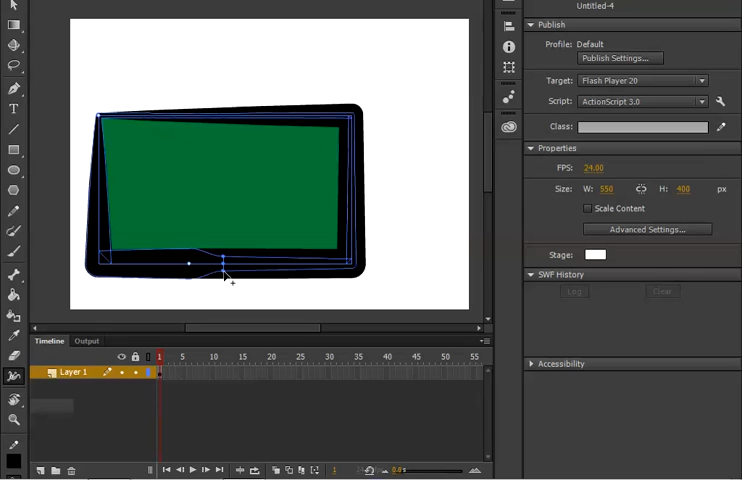 Untitled-4
Publish
Profile: Default
Publish Settings...
Target: Flash Player 20
Script: ActionScript 3.0
Class:
Properties
FPS: 24.00
Size: W: 550 H: 400 px
Scale Content
Advanced Settings...
Stage:
SWF History
Log Clear
Accessibility
Timeline Output
1 5 10 15 20 25 30 35 40 45 50 55
Layer 1
1